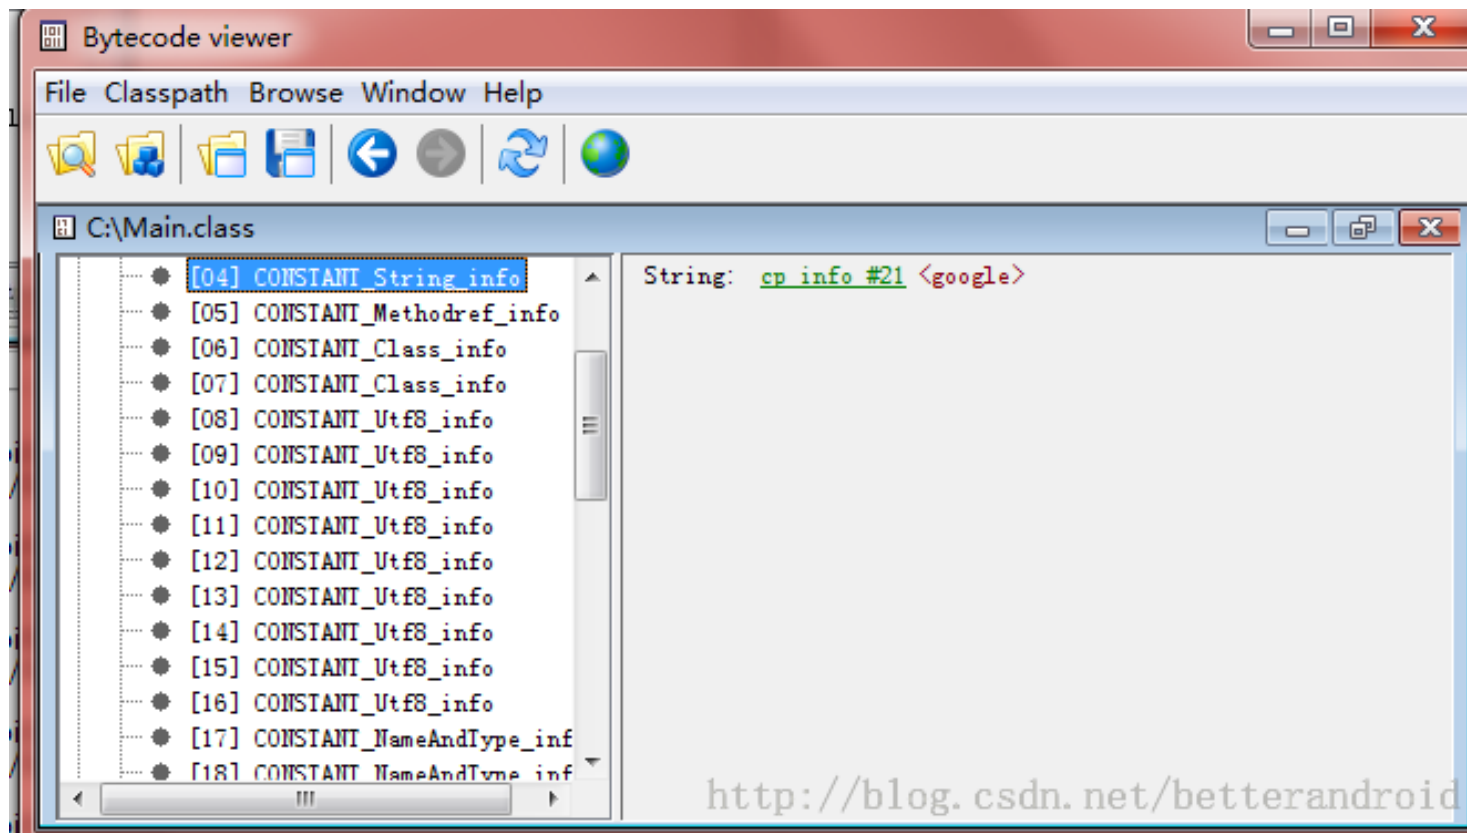 Bytecode viewer
File Classpath Browse Window Help
C:\Main.class
[04] CONSTANT_String_info
[05] CONSTANT_Methodref_info
[06] CONSTANT_Class_info
[07] CONSTANT_Class_info
[08] CONSTANT_Utf8_info
[09] CONSTANT_Utf8_info
[10] CONSTANT_Utf8_info
[11] CONSTANT_Utf8_info
[12] CONSTANT_Utf8_info
[13] CONSTANT_Utf8_info
[14] CONSTANT_Utf8_info
[15] CONSTANT_Utf8_info
[16] CONSTANT_Utf8_info
[17] CONSTANT_NameAndType_inf
[18] CONSTANT_NameAndType_inf
String: cp info #21 <google>
http://blog.csdn.net/betterandroid